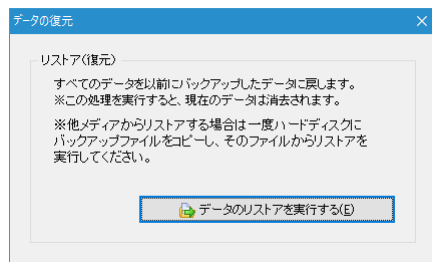 データの復元
リストア(復元)
すべてのデータを以前にバックアップしたデータに戻します。
※この処理を実行すると、現在のデータは消去されます。
※他メディアからリストアする場合は一度ハードディスクに
バックアップファイルをコピーし、そのファイルからリストアを
実行してください。
データのリストアを実行する(E)